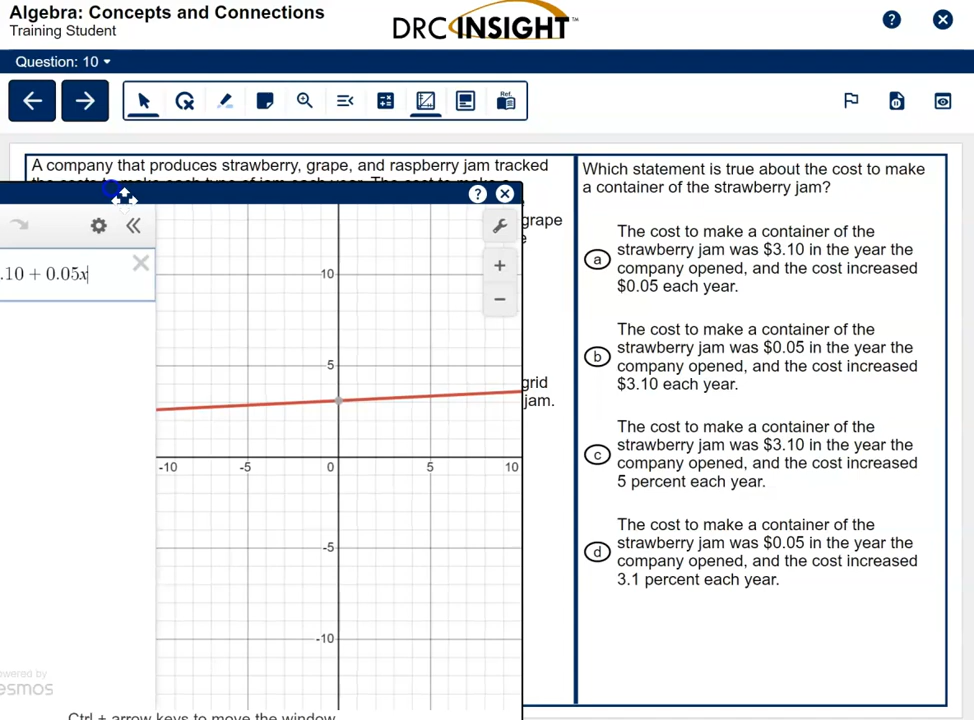 Algebra: Concepts and Connections
Training Student
DRC INSIGHT™
?
Question: 10
Ref.
A company that produces strawberry, grape, and raspberry jam tracked
grape
grid
jam.
?
.10 + 0.05x
10
5
-10
-5
0
5
10
-5
-10
owered by
esmos
Ctrl + arrow keys to move the window
Which statement is true about the cost to make
a container of the strawberry jam?
a
The cost to make a container of the
strawberry jam was $3.10 in the year the
company opened, and the cost increased
$0.05 each year.
b
The cost to make a container of the
strawberry jam was $0.05 in the year the
company opened, and the cost increased
$3.10 each year.
c
The cost to make a container of the
strawberry jam was $3.10 in the year the
company opened, and the cost increased
5 percent each year.
d
The cost to make a container of the
strawberry jam was $0.05 in the year the
company opened, and the cost increased
3.1 percent each year.